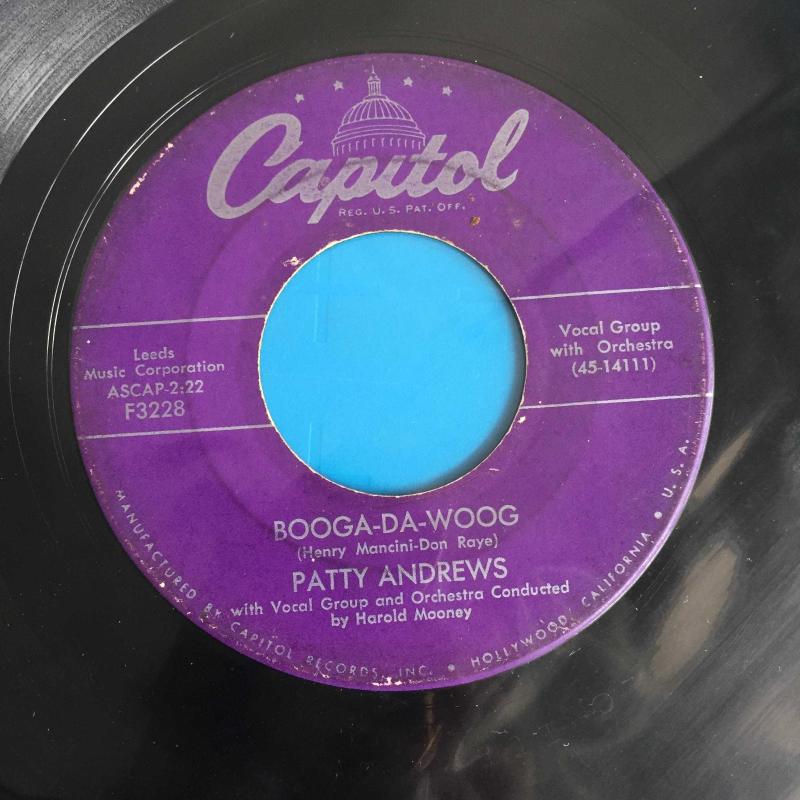 Capitol
REG. U. S. PAT. OFF.
Leeds
Music Corporation
ASCAP-2:22
F3228
Vocal Group
with Orchestra
(45-14111)
BOOGA-DA-WOOG
(Henry Mancini-Don Raye)
PATTY ANDREWS
with Vocal Group and Orchestra Conducted
by Harold Mooney
MANUFACTURED BY CAPITOL RECORDS, INC. • HOLLYWOOD, CALIFORNIA • U. S. A.